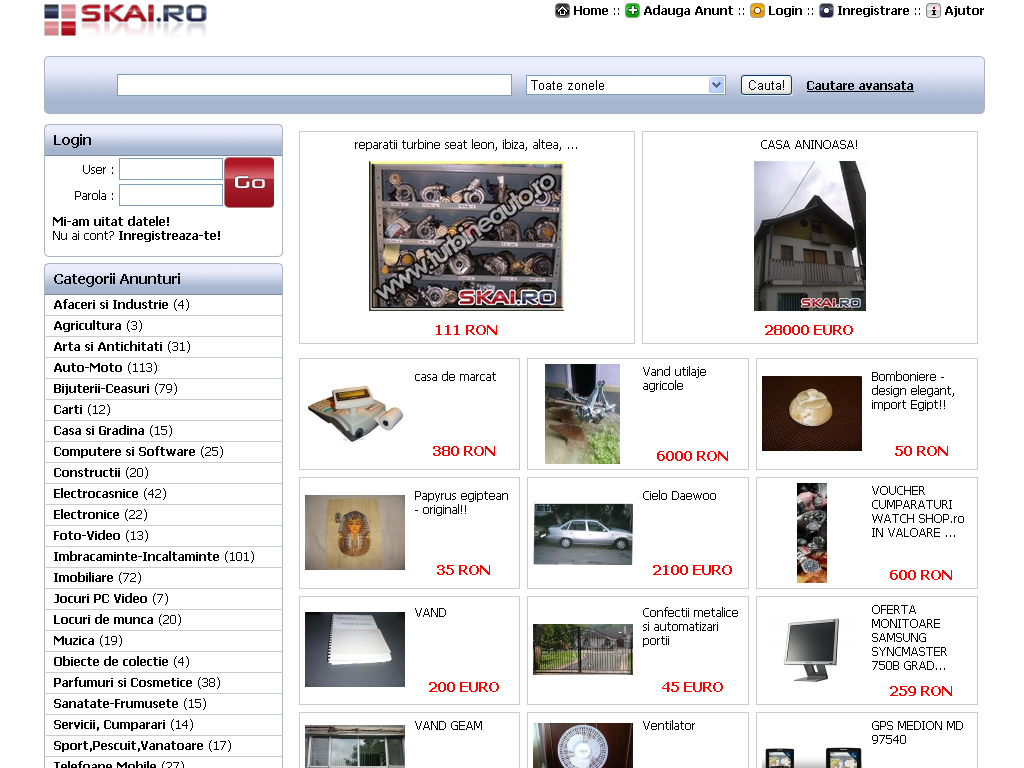 SKAI.RO
Home :: Adauga Anunt :: Login :: Inregistrare :: Ajutor
Toate zonele
Cauta!
Cautare avansata
Login
User :
Parola :
Go
Mi-am uitat datele!
Nu ai cont? Inregistreaza-te!
Categorii Anunturi
Afaceri si Industrie (4)
Agricultura (3)
Arta si Antichitati (31)
Auto-Moto (113)
Bijuterii-Ceasuri (79)
Carti (12)
Casa si Gradina (15)
Computere si Software (25)
Constructii (20)
Electrocasnice (42)
Electronice (22)
Foto-Video (13)
Imbracaminte-Incaltaminte (101)
Imobiliare (72)
Jocuri PC Video (7)
Locuri de munca (20)
Muzica (19)
Obiecte de colectie (4)
Parfumuri si Cosmetice (38)
Sanatate-Frumusete (15)
Servicii, Cumparari (14)
Sport,Pescuit,Vanatoare (17)
Telefoane Mobile (27)
reparatii turbine seat leon, ibiza, altea, ...
www.turbineauto.ro
SKAI.RO
111 RON
CASA ANINOASA!
SKAI.RO
28000 EURO
casa de marcat
380 RON
Vand utilaje
agricole
6000 RON
Bomboniere -
design elegant,
import Egipt!!
50 RON
Papyrus egiptean
- original!!
35 RON
Cielo Daewoo
2100 EURO
VOUCHER
CUMPARATURI
WATCH SHOP.ro
IN VALOARE ...
600 RON
VAND
200 EURO
Confectii metalice
si automatizari
portii
45 EURO
OFERTA
MONITOARE
SAMSUNG
SYNCMASTER
750B GRAD...
259 RON
VAND GEAM
Ventilator
GPS MEDION MD
97540